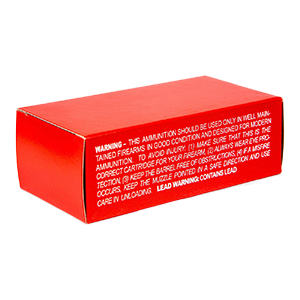 WARNING - THIS AMMUNITION SHOULD BE USED ONLY IN WELL MAIN-
TAINED FIREARMS IN GOOD CONDITION AND DESIGNED FOR MODERN
AMMUNITION. TO AVOID INJURY: (1) MAKE SURE THAT THIS IS THE
CORRECT CARTRIDGE FOR YOUR FIREARM, (2) ALWAYS WEAR EYE PRO-
TECTION, (3) KEEP THE BARREL FREE OF OBSTRUCTIONS, (4) IF A MISFIRE
OCCURS, KEEP THE MUZZLE POINTED IN A SAFE DIRECTION AND USE
CARE IN UNLOADING. LEAD WARNING: CONTAINS LEAD